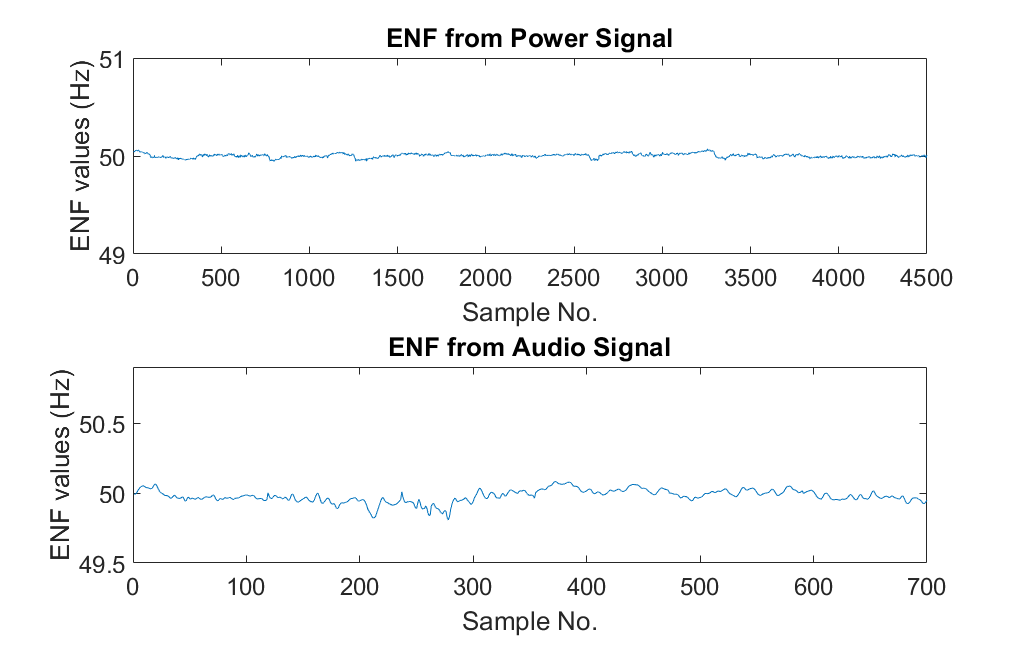 ENF from Power Signal
ENF values (Hz)
51
50
49
0 500 1000 1500 2000 2500 3000 3500 4000 4500
Sample No.
ENF from Audio Signal
ENF values (Hz)
50.5
50
49.5
0 100 200 300 400 500 600 700
Sample No.